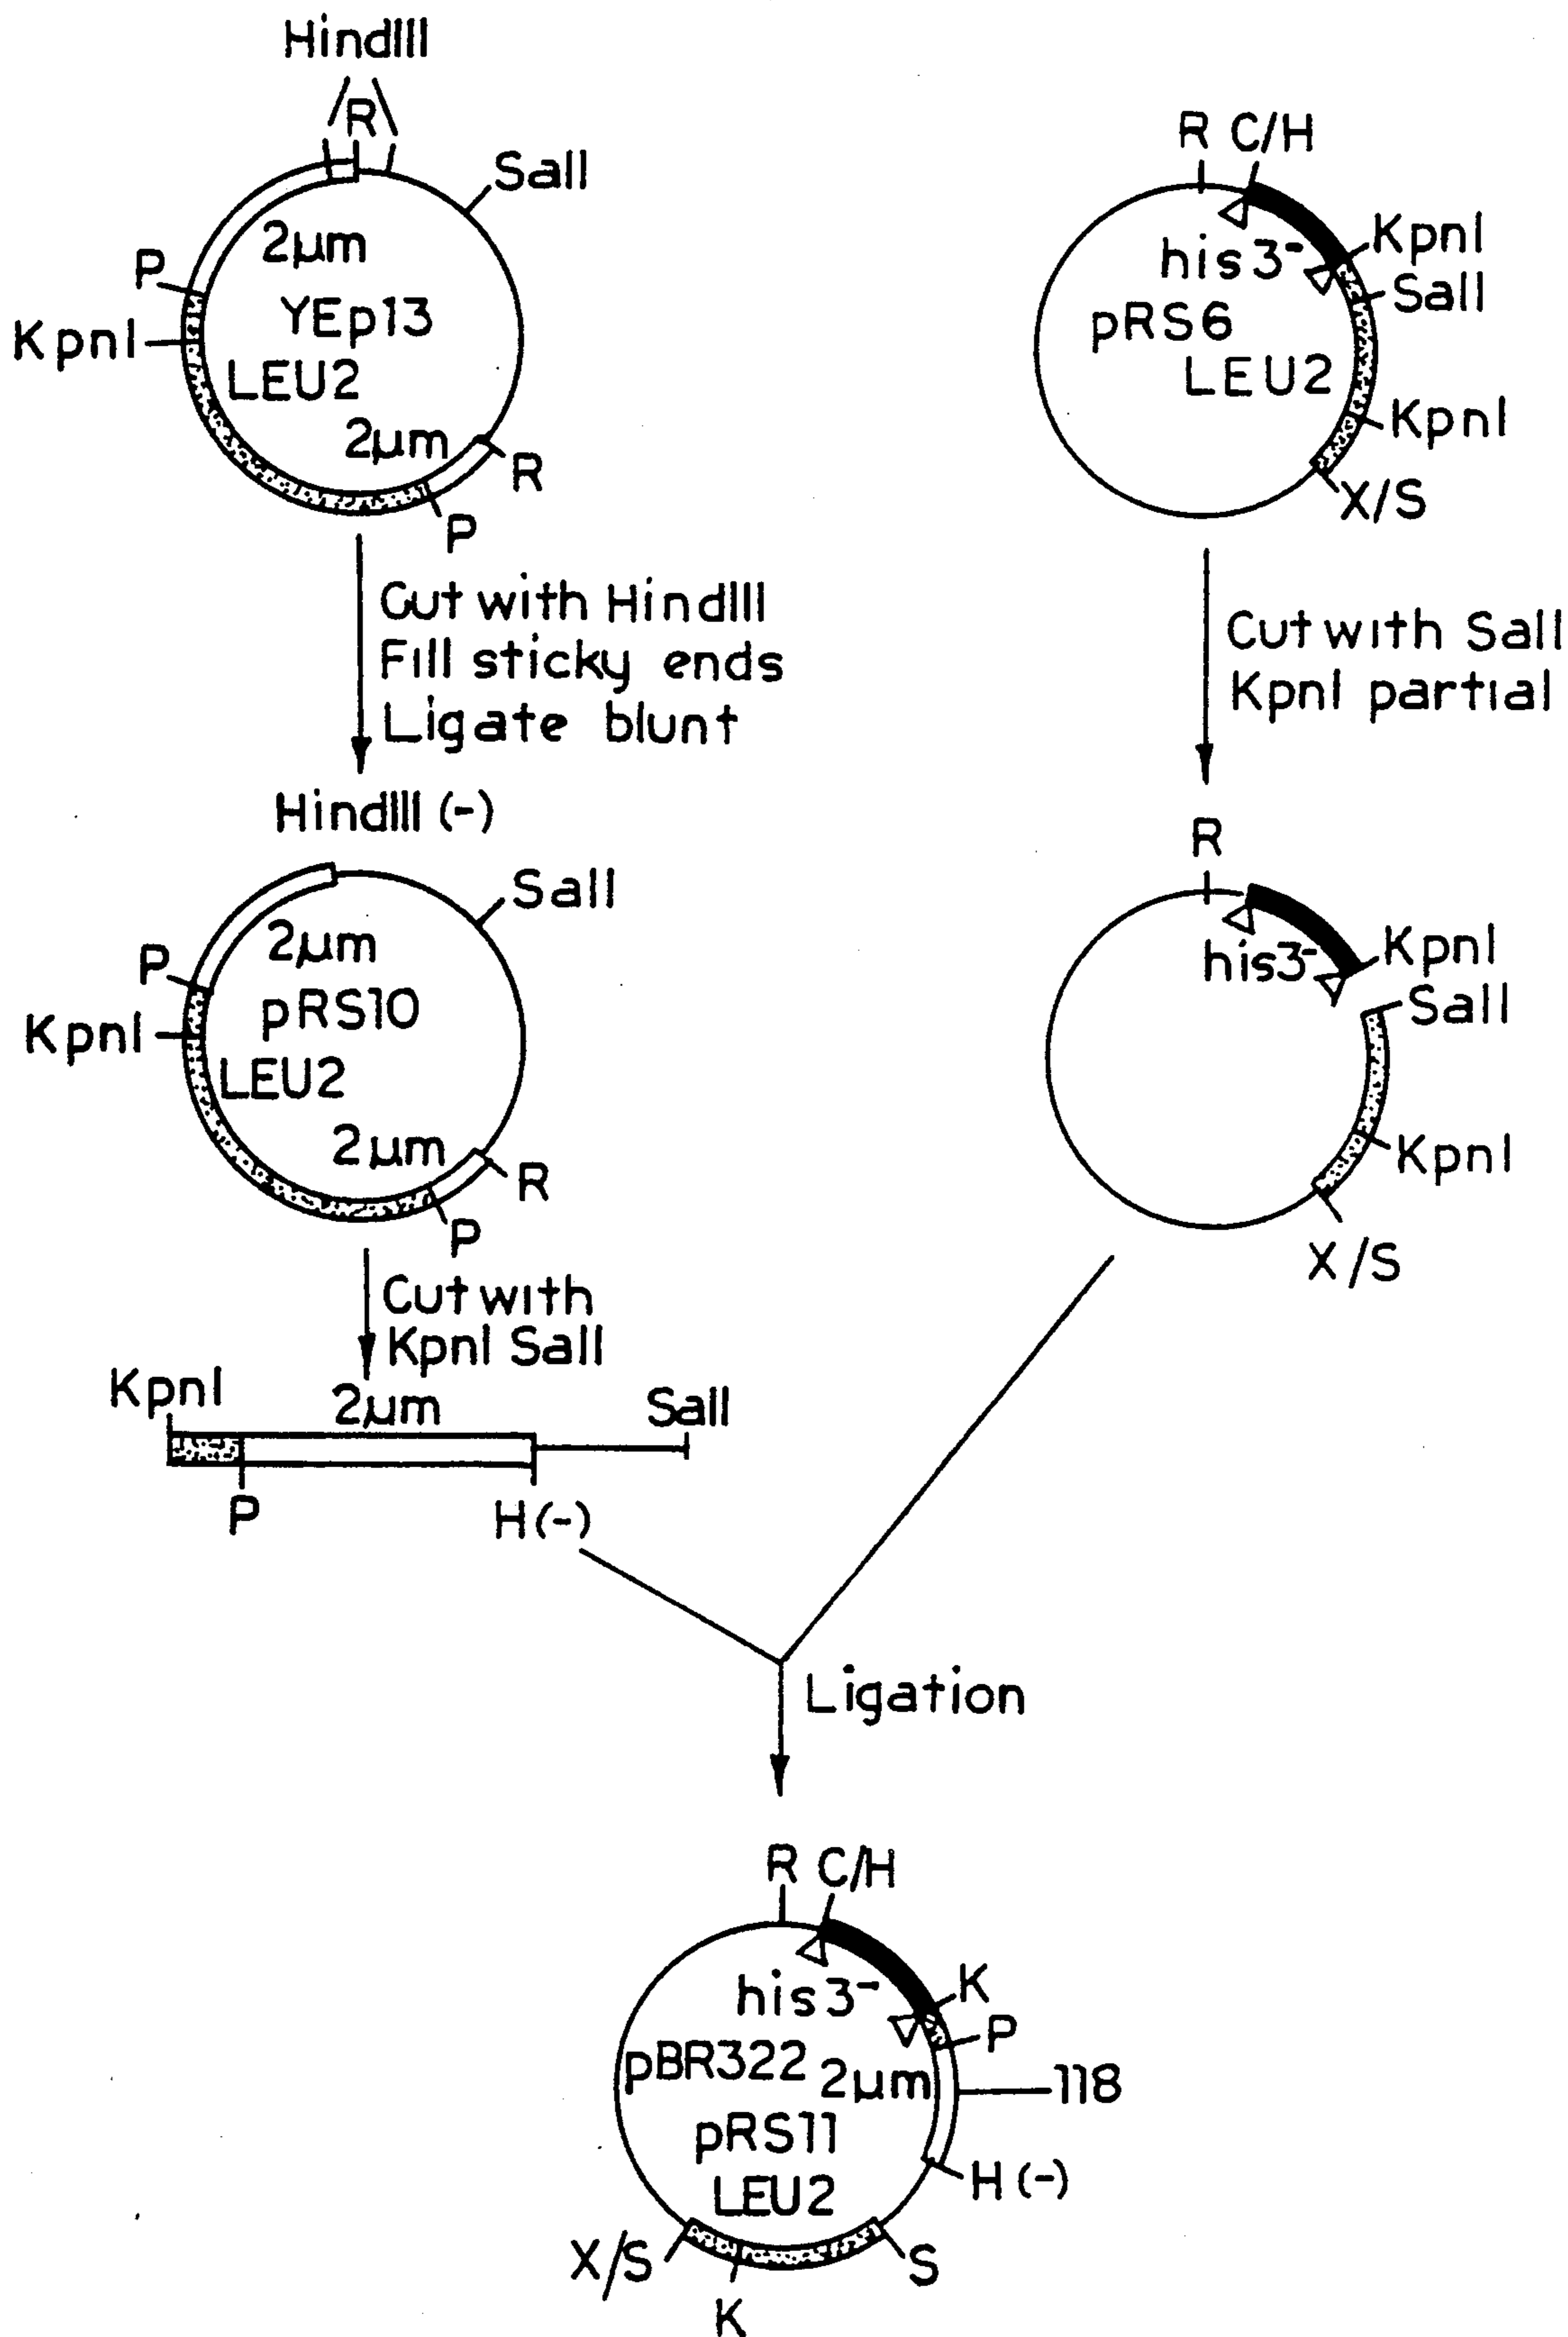 HindIII
R
SalI
2μm
P
YEp13
KpnI
LEU2
2μm
R
P
Cut with HindIII
Fill sticky ends
Ligate blunt
R C/H
KpnI
his3-
SalI
pRS6
LEU2
KpnI
X/S
Cut with SalI
KpnI partial
HindIII (-)
SalI
2μm
P
pRS10
KpnI
LEU2
2μm
R
P
Cut with
KpnI SalI
R
KpnI
his3-
SalI
KpnI
X/S
KpnI
2μm
SalI
P
H(-)
Ligation
R C/H
K
his3-
P
pBR322
2μm
118
pRS11
H(-)
LEU2
X/S
S
K